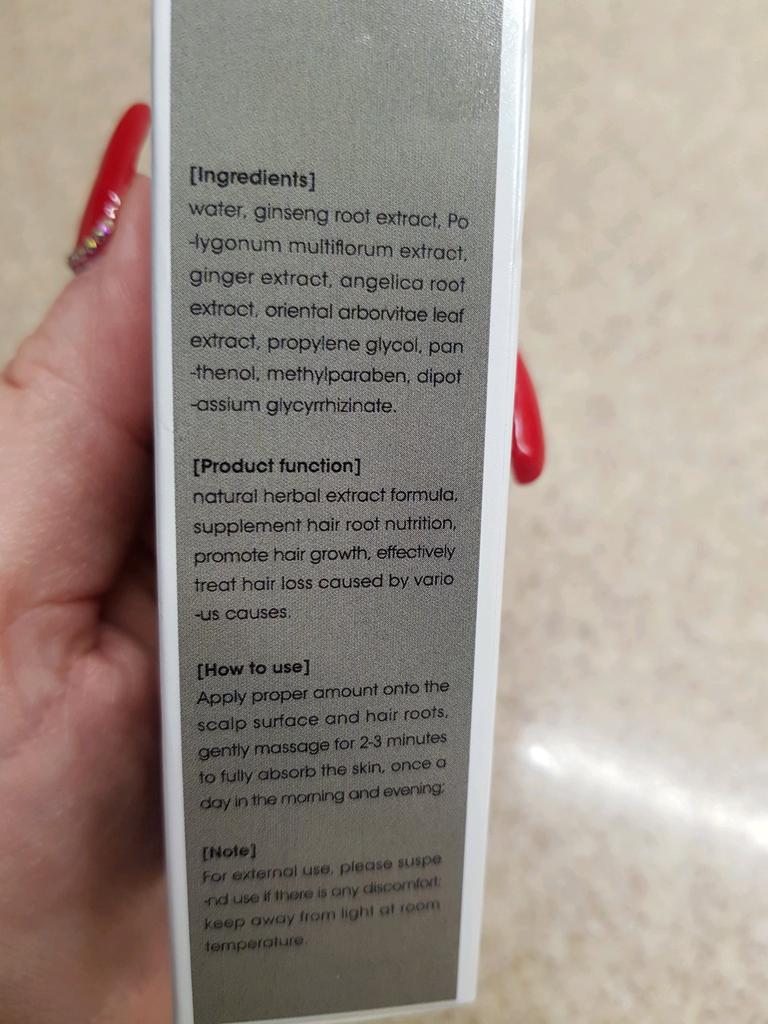 [Ingredients]
water, ginseng root extract, Po
-lygonum multiflorum extract,
ginger extract, angelica root
extract, oriental arborvitae leaf
extract, propylene glycol, pan
-thenol, methylparaben, dipot
-assium glycyrrhizinate.
[Product function]
natural herbal extract formula,
supplement hair root nutrition,
promote hair growth, effectively
treat hair loss caused by vario
-us causes.
[How to use]
Apply proper amount onto the
scalp surface and hair roots,
gently massage for 2-3 minutes
to fully absorb the skin, once a
day in the morning and evening;
[Note]
For external use, please suspe
-nd use if there is any discomfort;
keep away from light at room
temperature.